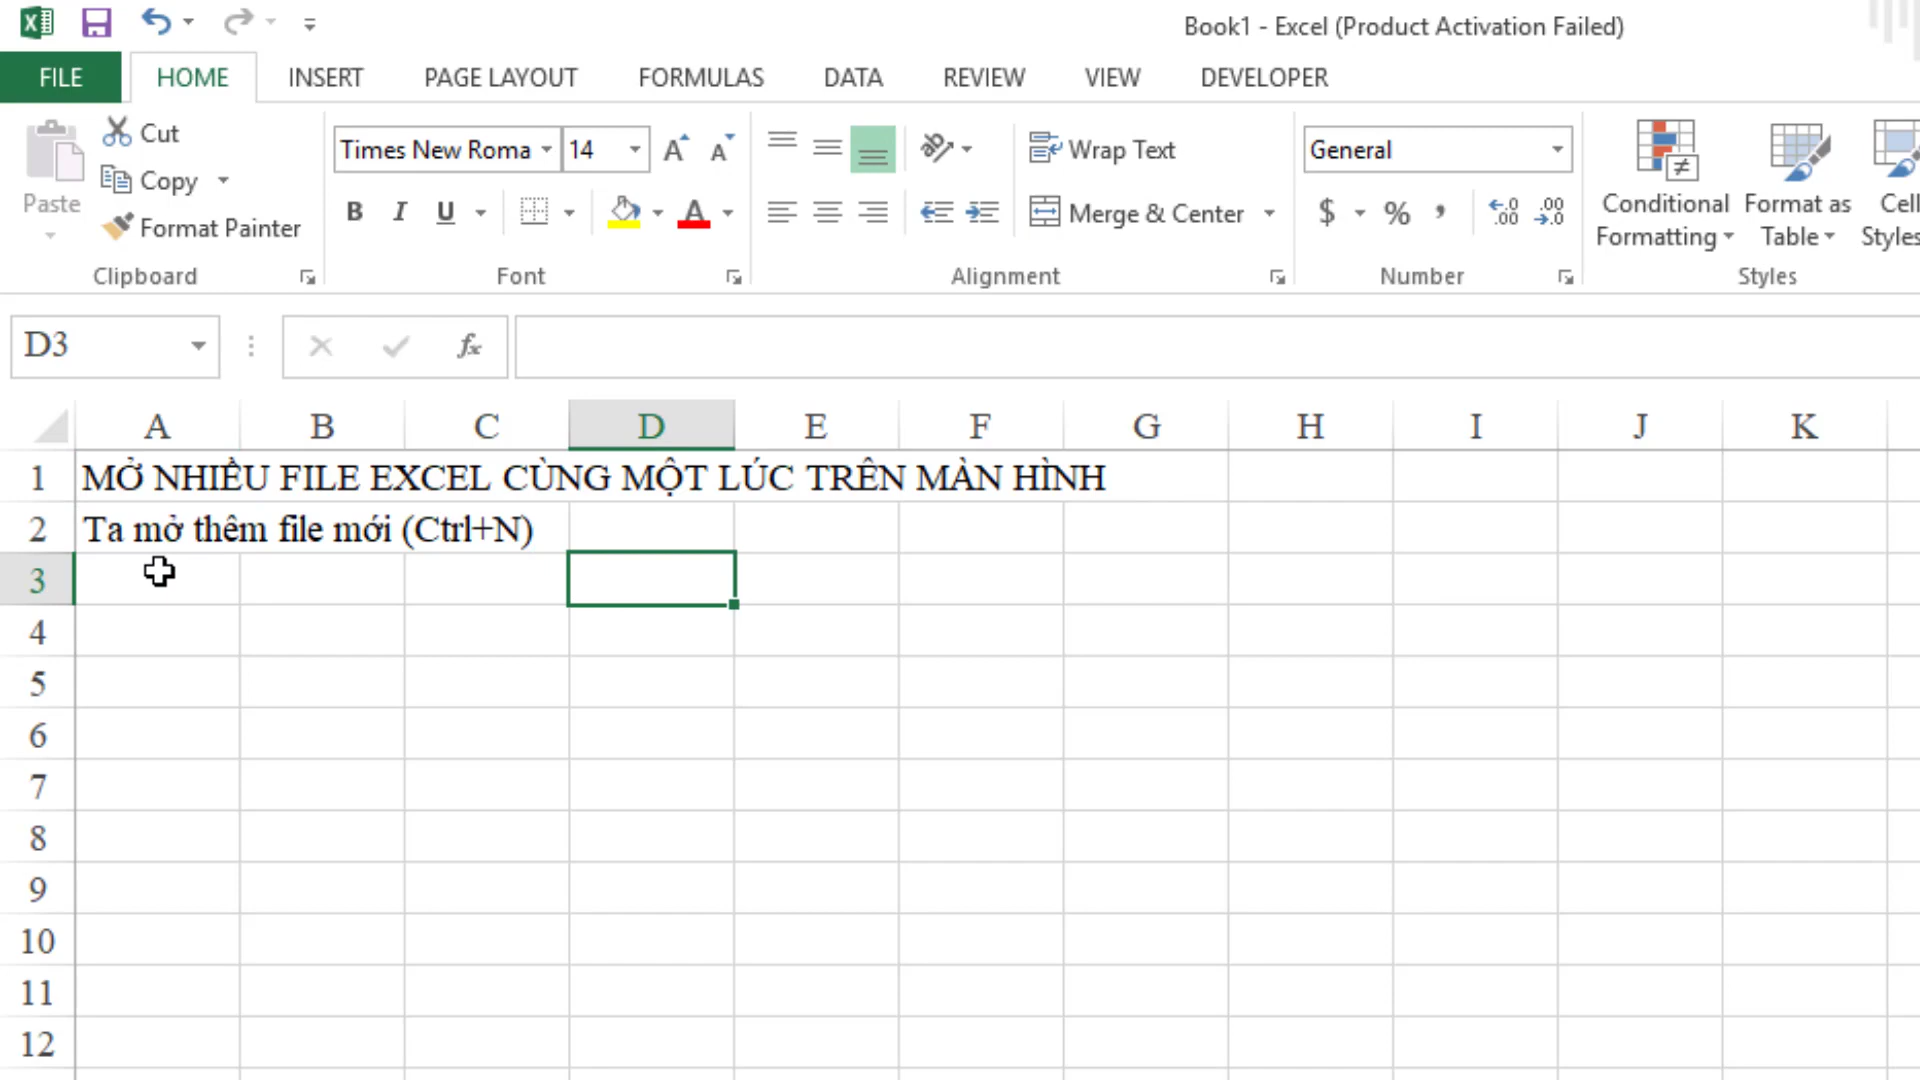 Book1 - Excel (Product Activation Failed)
FILE HOME INSERT PAGE LAYOUT FORMULAS DATA REVIEW VIEW DEVELOPER
Cut
Copy
Format Painter
Paste
Clipboard
Times New Roma 14
B I U
Font
Wrap Text
Merge & Center
Alignment
General
$ % ,
Number
Conditional Formatting
Format as Table
Cell Styles
Styles
D3
fx
A B C D E F G H I J K
1 MỞ NHIỀU FILE EXCEL CÙNG MỘT LÚC TRÊN MÀN HÌNH
2 Ta mở thêm file mới (Ctrl+N)
3
4
5
6
7
8
9
10
11
12